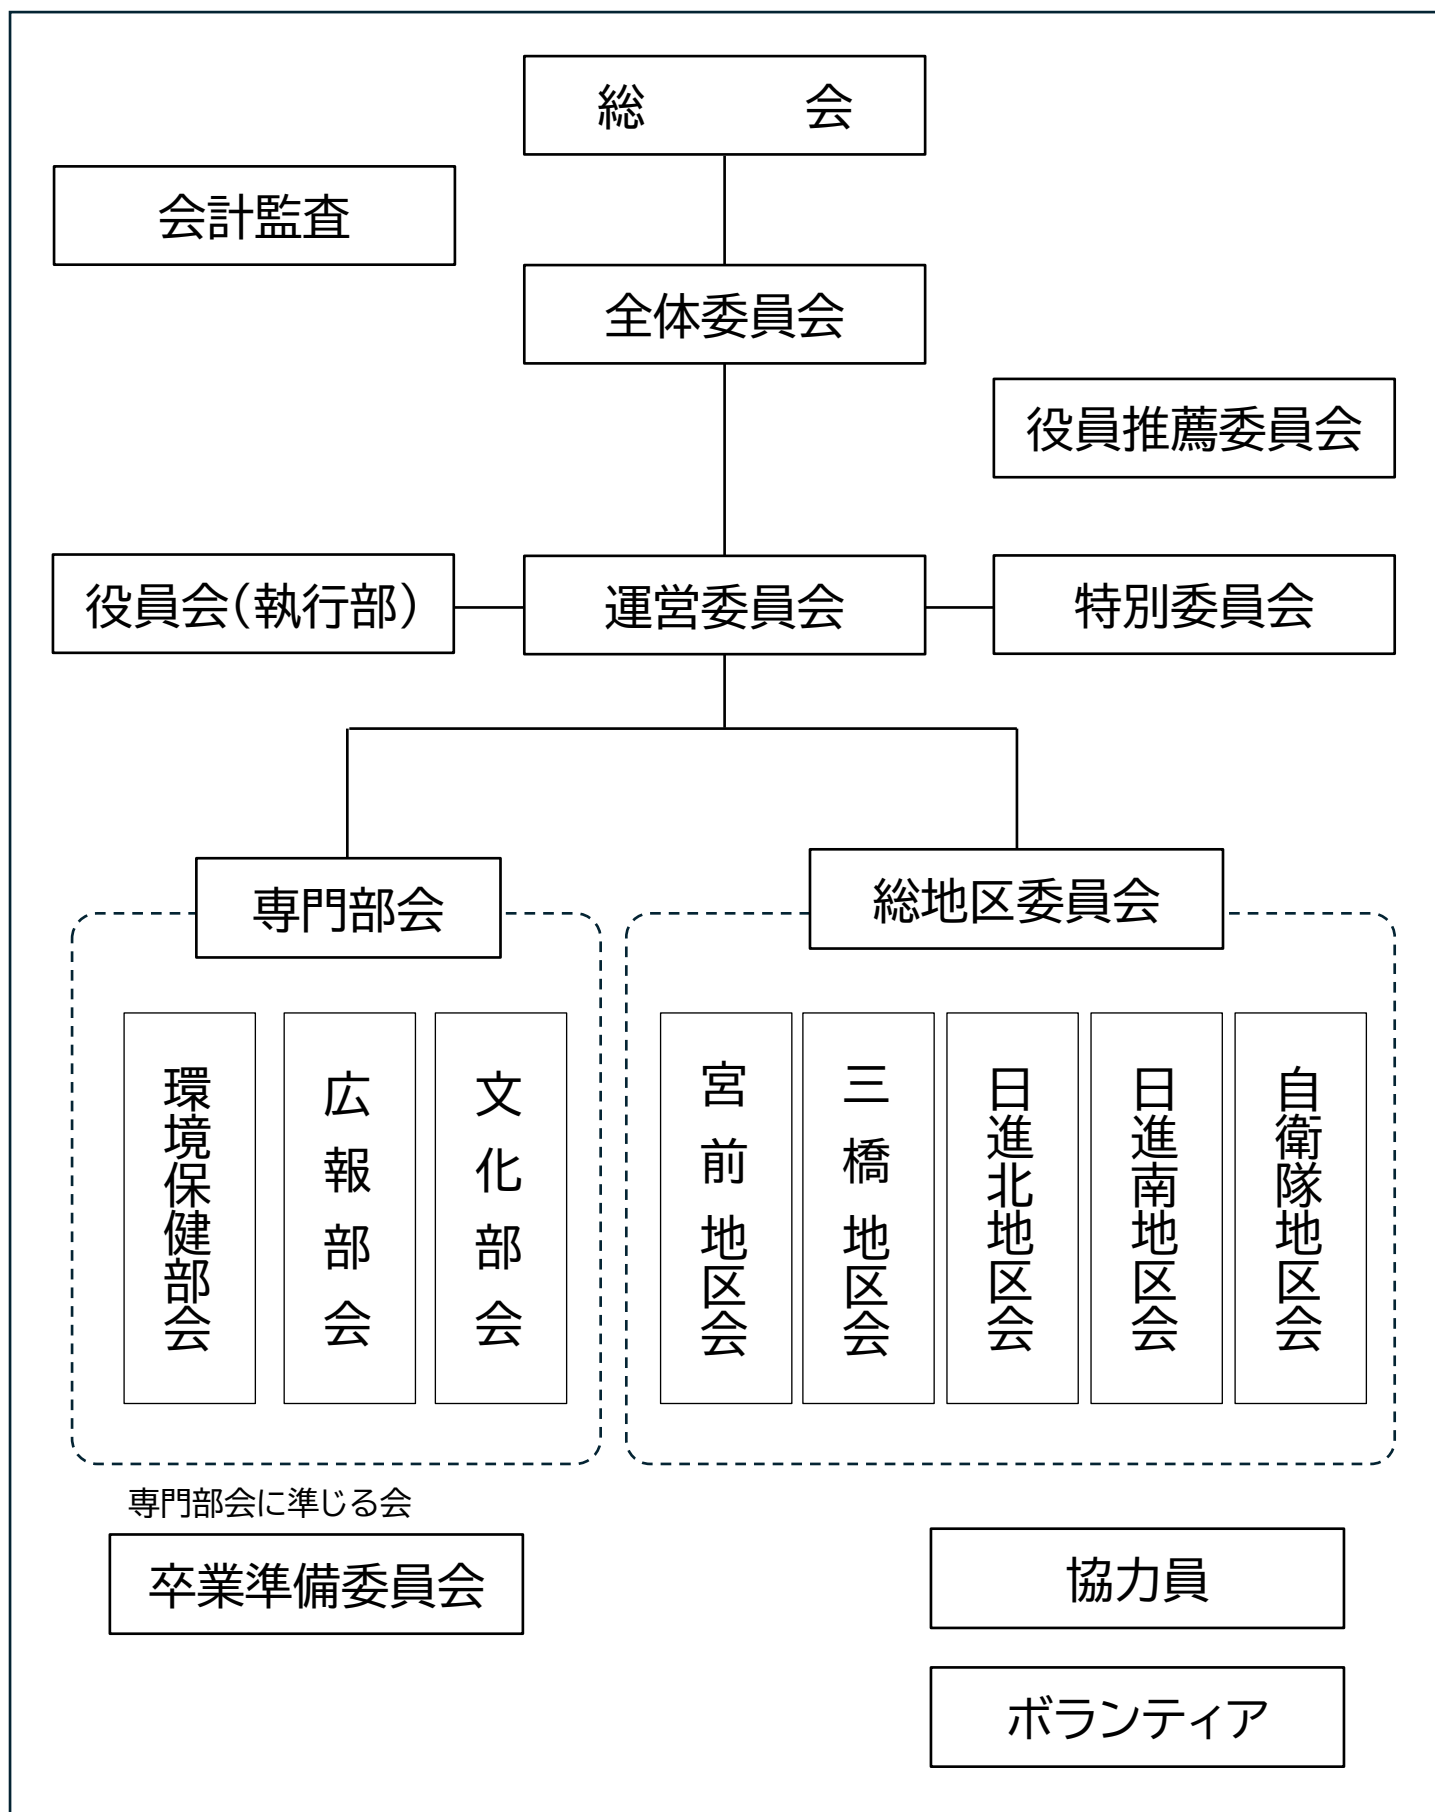 総　　　会
会計監査
全体委員会
役員推薦委員会
役員会（執行部）
運営委員会
特別委員会
専門部会
総地区委員会
環境保健部会
広報部会
文化部会
宮前地区会
三橋地区会
日進北地区会
日進南地区会
自衛隊地区会
専門部会に準じる会
卒業準備委員会
協力員
ボランティア